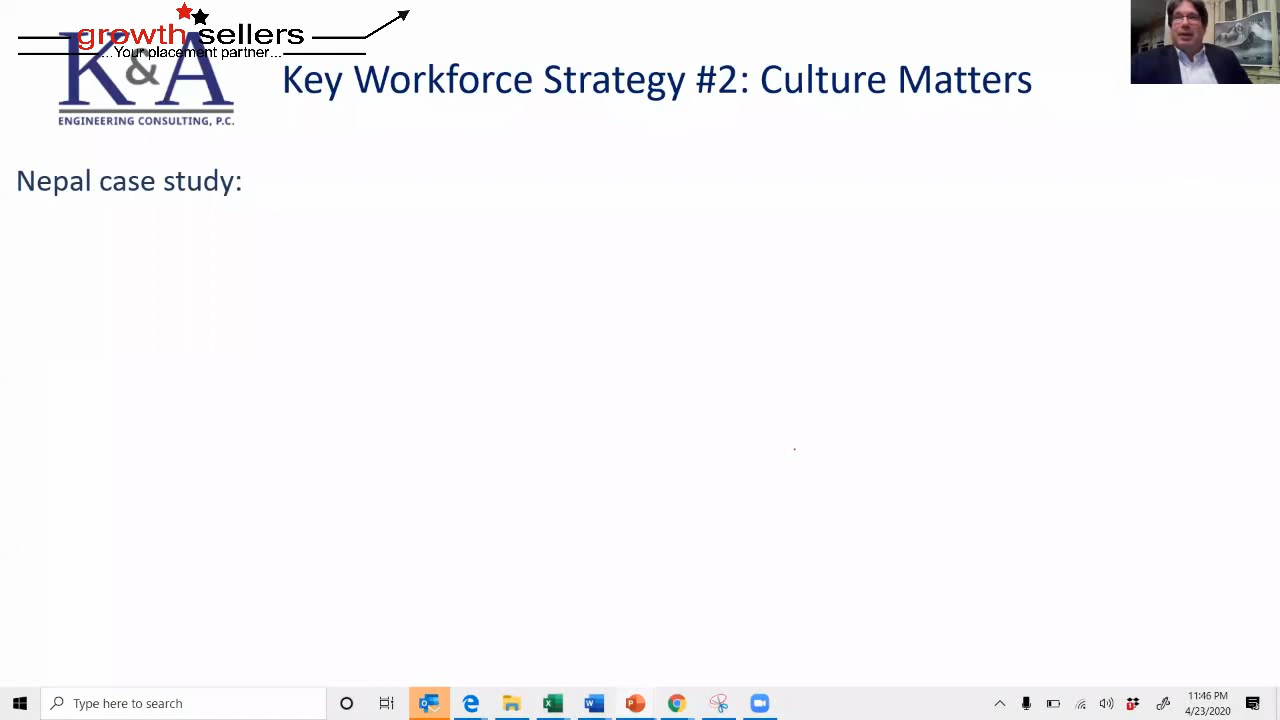 growth sellers
...Your placement partner...
K&A
ENGINEERING CONSULTING, P.C.
Key Workforce Strategy #2: Culture Matters
Nepal case study:
Type here to search
11:46 PM
4/23/2020